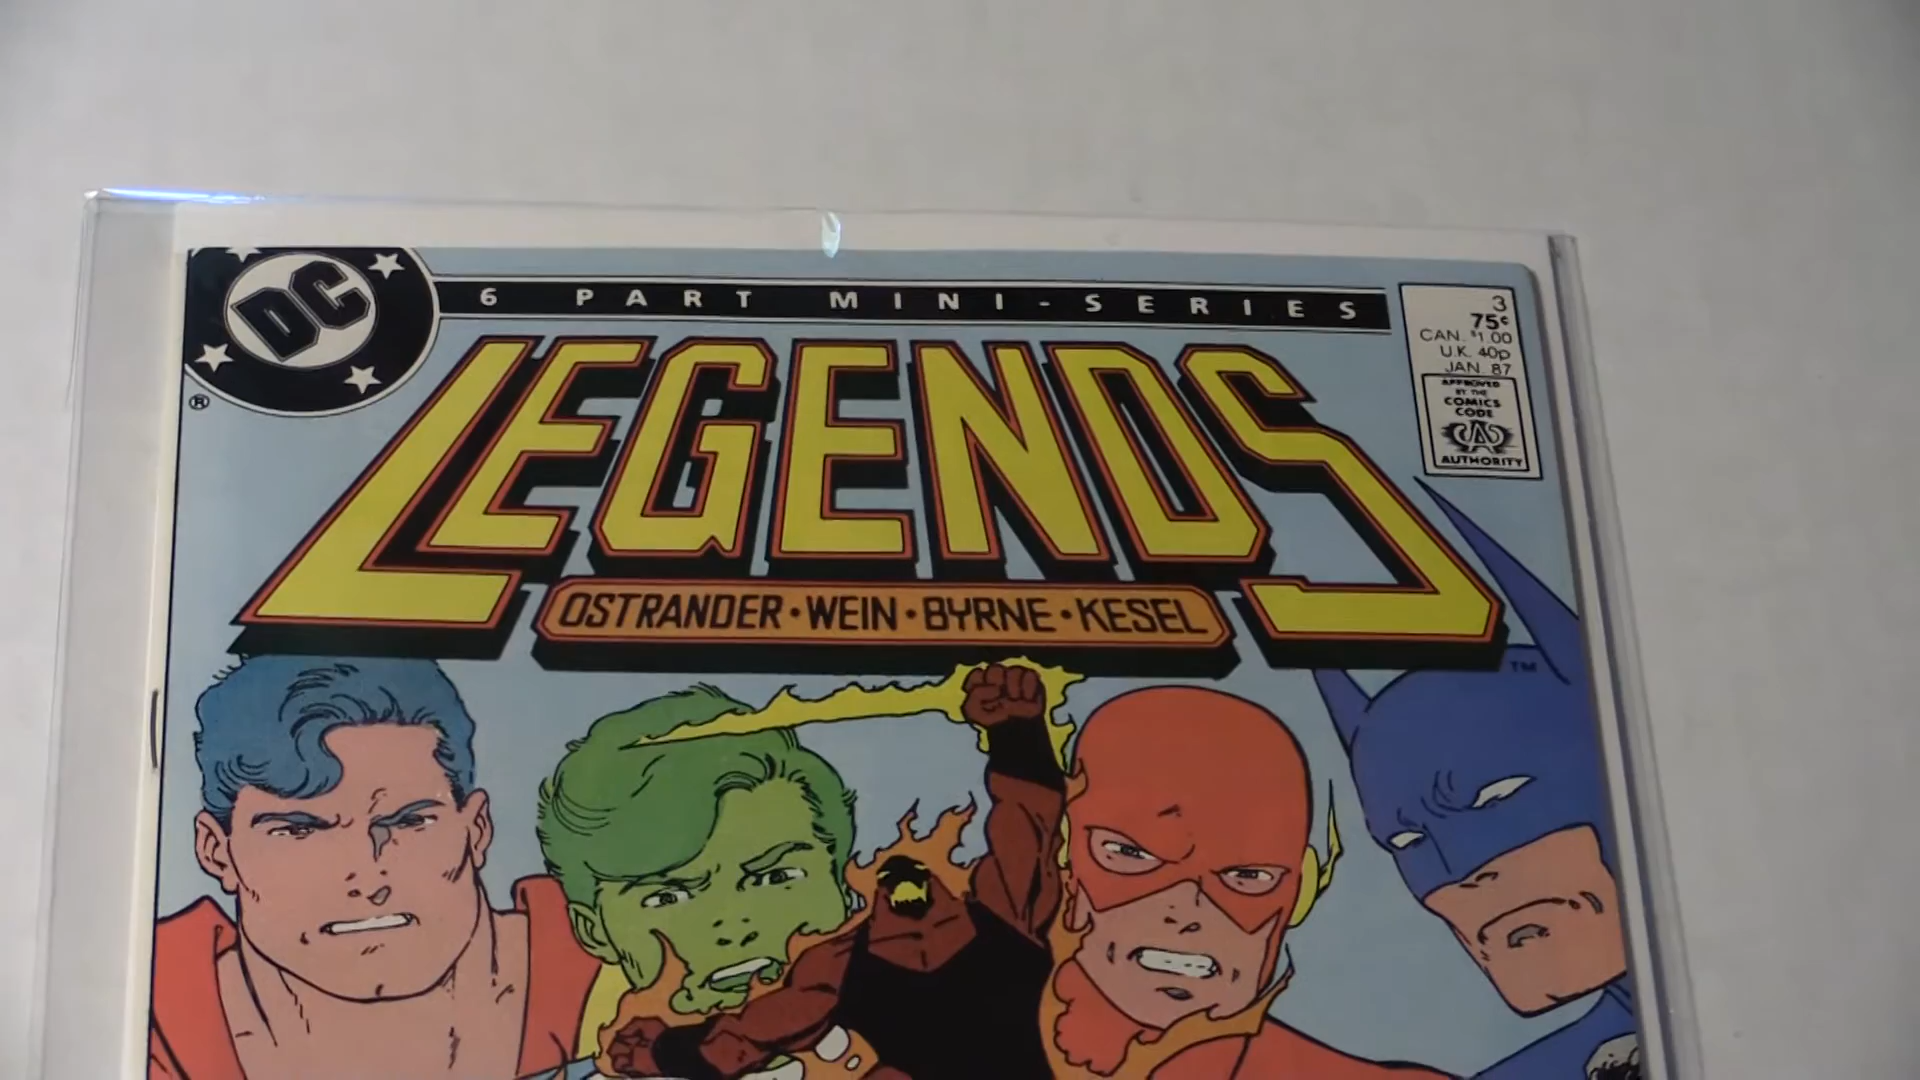 DC
®
6 PART MINI-SERIES
3
75¢
CAN. $1.00
U.K. 40p
JAN. 87
APPROVED
BY THE
COMICS
CODE
CA
AUTHORITY
LEGENDS
OSTRANDER • WEIN • BYRNE • KESEL
TM